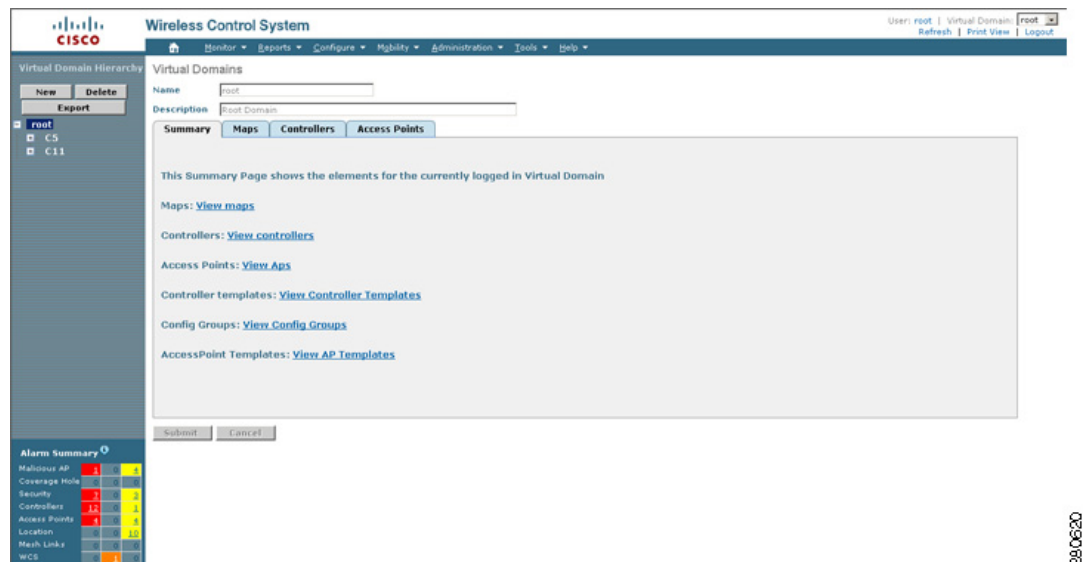 CISCO
Wireless Control System
User: root | Virtual Domain: root
Refresh | Print View | Logout
Monitor Reports Configure Mobility Administration Tools Help
Virtual Domain Hierarchy
New Delete
Export
root
C5
C11
Virtual Domains
Name root
Description Root Domain
Summary Maps Controllers Access Points
This Summary Page shows the elements for the currently logged in Virtual Domain
Maps: View maps
Controllers: View controllers
Access Points: View Aps
Controller templates: View Controller Templates
Config Groups: View Config Groups
AccessPoint Templates: View AP Templates
Submit Cancel
Alarm Summary
Malicious AP 1 0 4
Coverage Hole 0 0 0
Security 0
Controllers 12 0 1
Access Points 4 0 4
Location 0 0 10
Mesh Links 0 0 0
WCS 0 1 0
280620